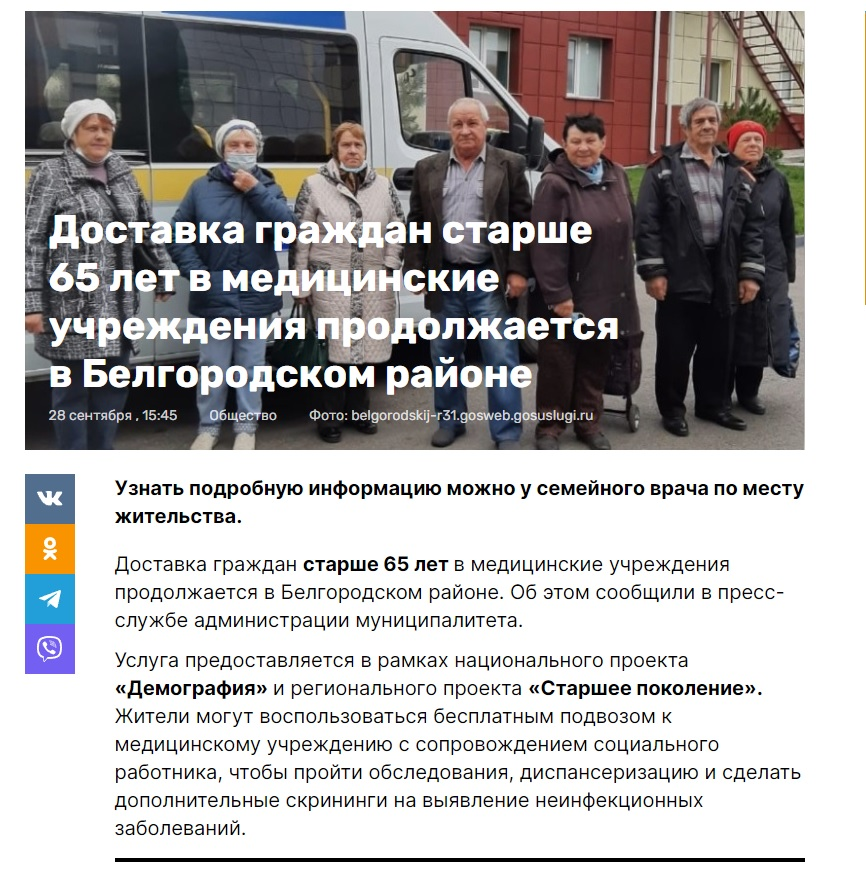 Доставка граждан старше
65 лет в медицинские
учреждения продолжается
в Белгородском районе
28 сентября , 15:45 Общество Фото: belgorodskij-r31.gosweb.gosuslugi.ru
Узнать подробную информацию можно у семейного врача по месту
жительства.
Доставка граждан старше 65 лет в медицинские учреждения
продолжается в Белгородском районе. Об этом сообщили в пресс-
службе администрации муниципалитета.
Услуга предоставляется в рамках национального проекта
«Демография» и регионального проекта «Старшее поколение».
Жители могут воспользоваться бесплатным подвозом к
медицинскому учреждению с сопровождением социального
работника, чтобы пройти обследования, диспансеризацию и сделать
дополнительные скрининги на выявление неинфекционных
заболеваний.